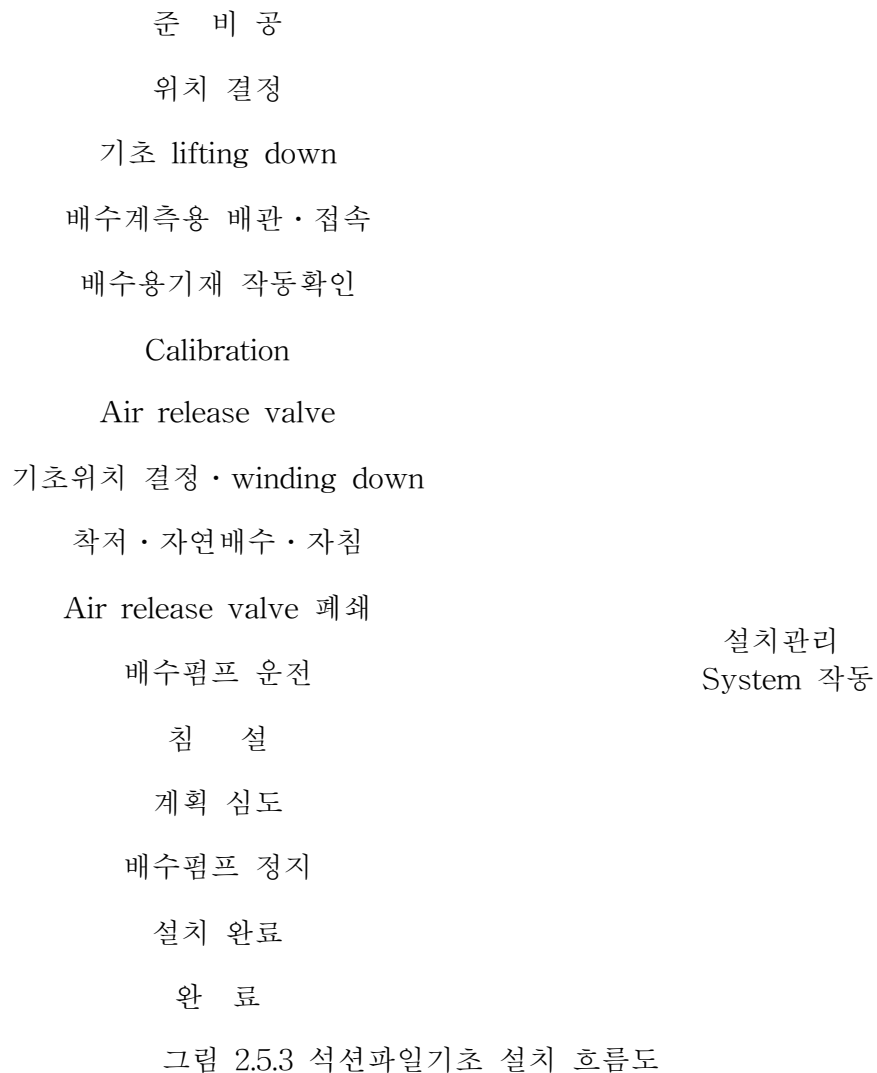 준 비 공
위치 결정
기초 lifting down
배수계측용 배관·접속
배수용기재 작동확인
Calibration
Air release valve
기초위치 결정·winding down
착저·자연배수·자침
Air release valve 폐쇄
배수펌프 운전
설치관리
System 작동
침 설
계획 심도
배수펌프 정지
설치 완료
완 료
그림 2.5.3 석션파일기초 설치 흐름도